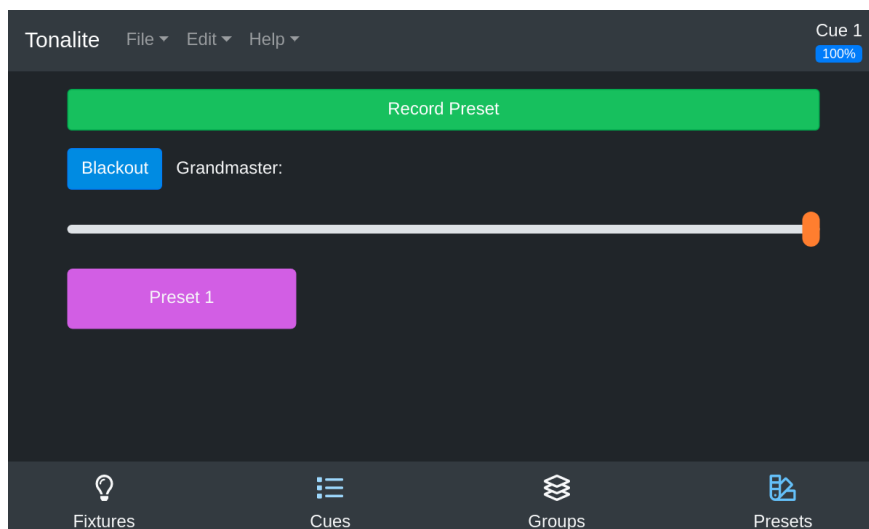 Tonalite File Edit Help Cue 1
100%
Record Preset
Blackout Grandmaster:
Preset 1
Fixtures Cues Groups Presets